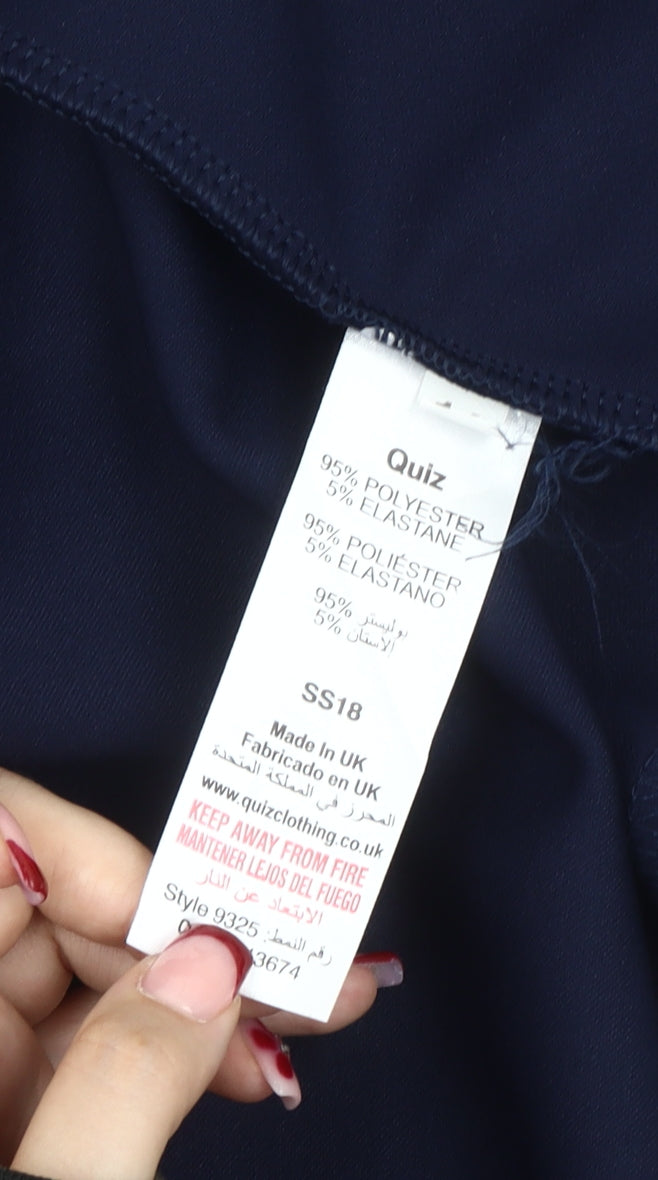 Quiz
95% POLYESTER
5% ELASTANE
95% POLIÉSTER
5% ELASTANO
95% بوليستر
5% الاستان
SS18
Made In UK
Fabricado en UK
المحرز في المملكة المتحدة
www.quizclothing.co.uk
KEEP AWAY FROM FIRE
MANTENER LEJOS DEL FUEGO
الابتعاد عن النار
Style 9325 رقم النمط:
3674